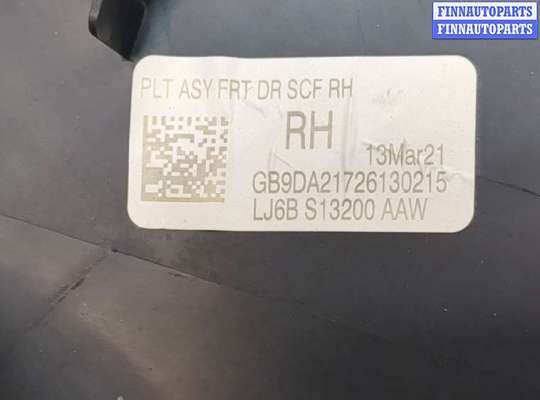 FINNAUTOPARTS
FINNAUTOPARTS
PLT ASY FRT DR SCF RH
RH
13Mar21
GB9DA21726130215
LJ6B S13200 AAW